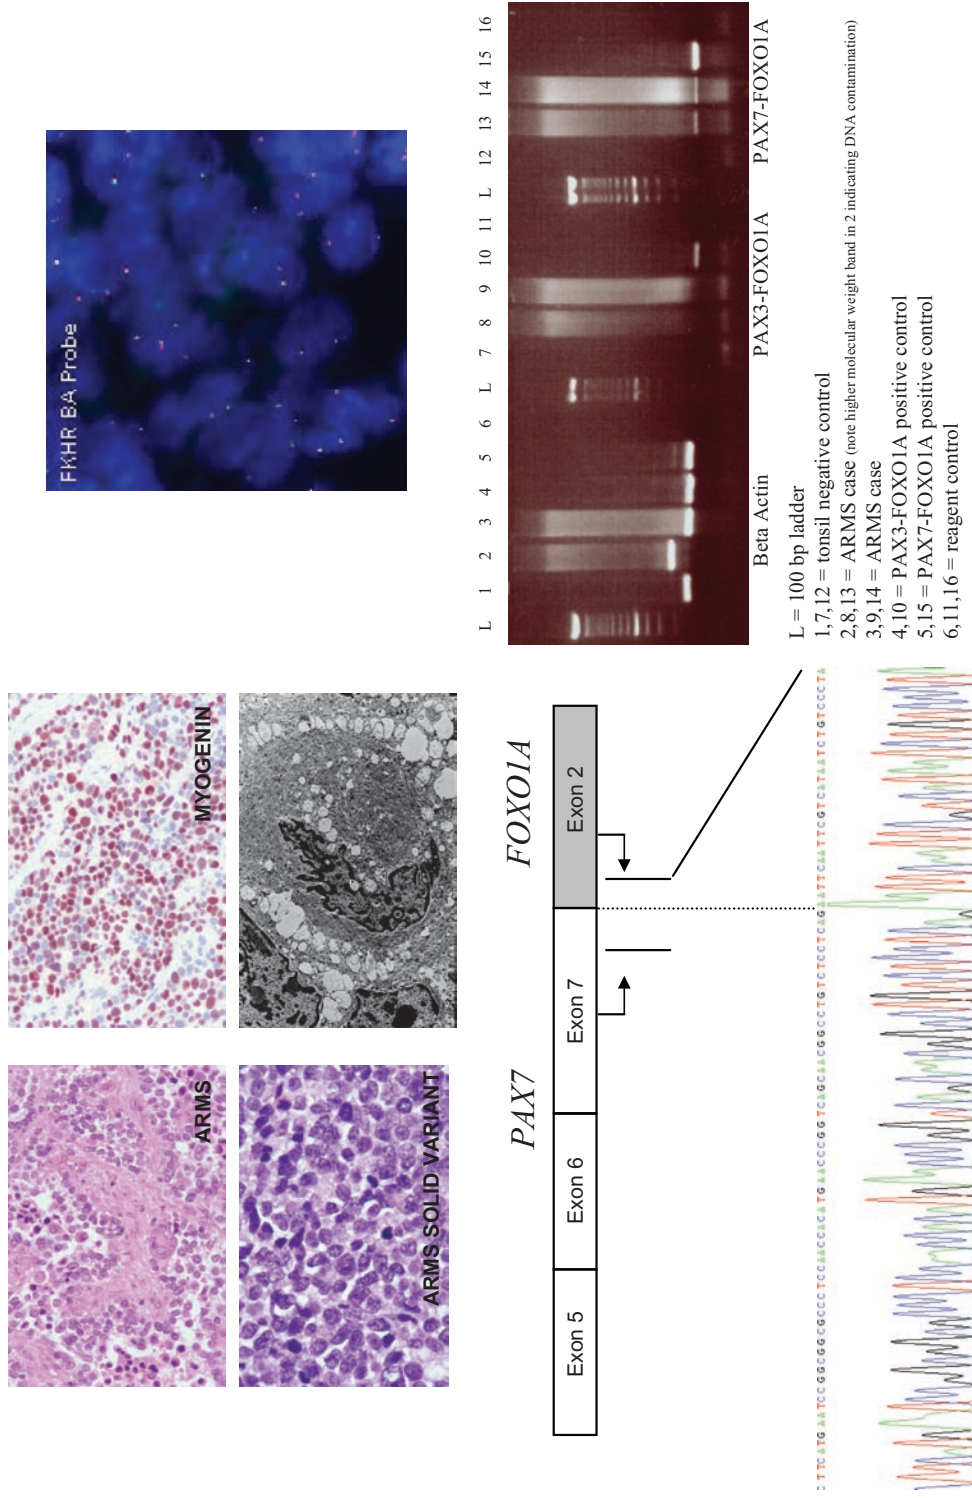 ARMS
MYOGENIN
ARMS SOLID VARIANT
FKHR BA Probe
PAX7
FOXO1A
Exon 5
Exon 6
Exon 7
Exon 2
CTTCATGAATCCGGCGGCGCCCTCCAACCACATGAACCCGGTCAGCAACGGCCTGTCTCCTCAGATTCAATTCGTCATAATCTGTCCCTA
L 1 2 3 4 5 6 L 7 8 9 10 11 L 12 13 14 15 16
Beta Actin PAX3-FOXO1A PAX7-FOXO1A
L = 100 bp ladder
1,7,12 = tonsil negative control
2,8,13 = ARMS case (note higher molecular weight band in 2 indicating DNA contamination)
3,9,14 = ARMS case
4,10 = PAX3-FOXO1A positive control
5,15 = PAX7-FOXO1A positive control
6,11,16 = reagent control